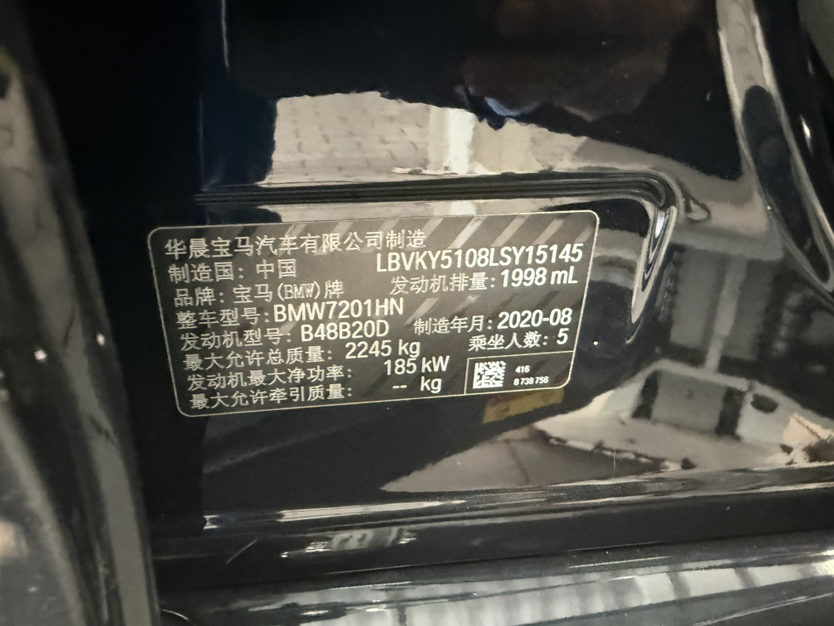 华晨宝马汽车有限公司制造
制造国：中国 LBVKY5108LSY15145
品牌：宝马(BMW)牌 发动机排量：1998 mL
整车型号：BMW7201HN
发动机型号：B48B20D 制造年月：2020-08
最大允许总质量：2245 kg 乘坐人数：5
发动机最大净功率：185 kW
最大允许牵引质量：-- kg
416
8 738 756